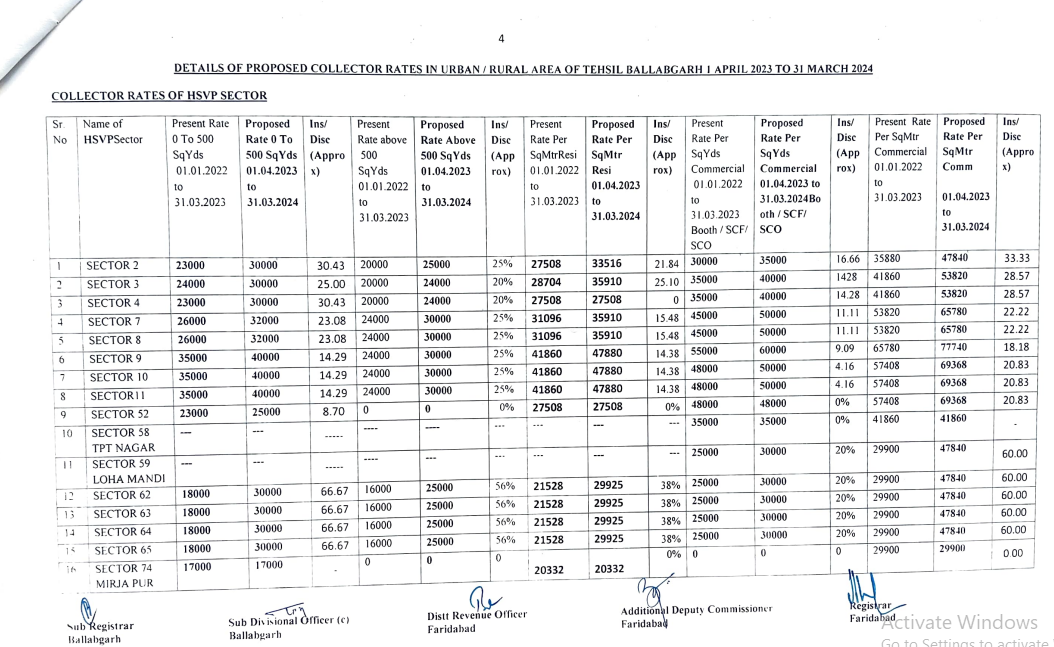 4
DETAILS OF PROPOSED COLLECTOR RATES IN URBAN / RURAL AREA OF TEHSIL BALLABGARH 1 APRIL 2023 TO 31 MARCH 2024
COLLECTOR RATES OF HSVP SECTOR
Sr.
No
Name of
HSVPSector
Present Rate
0 To 500
SqYds
01.01.2022
to
31.03.2023
Proposed
Rate 0 To
500 SqYds
01.04.2023
to
31.03.2024
Ins/
Disc
(Appro
x)
Present
Rate above
500
SqYds
01.01.2022
to
31.03.2023
Proposed
Rate Above
500 SqYds
01.04.2023
to
31.03.2024
Ins/
Disc
(App
rox)
Present
Rate Per
SqMtrResi
01.01.2022
to
31.03.2023
Proposed
Rate Per
SqMtr
Resi
01.04.2023
to
31.03.2024
Ins/
Disc
(App
rox)
Present
Rate Per
SqYds
Commercial
01.01.2022
to
31.03.2023
Booth / SCF/
SCO
Proposed
Rate Per
SqYds
Commercial
01.04.2023 to
31.03.2024Bo
oth / SCF/
SCO
Ins/
Disc
(App
rox)
Present Rate
Per SqMtr
Commercial
01.01.2022
to
31.03.2023
Proposed
Rate Per
SqMtr
Comm
01.04.2023
to
31.03.2024
Ins/
Disc
(Appro
x)
1 SECTOR 2 23000 30000 30.43 20000 25000 25% 27508 33516 21.84 30000 35000 16.66 35880 47840 33.33
2 SECTOR 3 24000 30000 25.00 20000 24000 20% 28704 35910 25.10 35000 40000 1428 41860 53820 28.57
3 SECTOR 4 23000 30000 30.43 20000 24000 20% 27508 27508 0 35000 40000 14.28 41860 53820 28.57
4 SECTOR 7 26000 32000 23.08 24000 30000 25% 31096 35910 15.48 45000 50000 11.11 53820 65780 22.22
5 SECTOR 8 26000 32000 23.08 24000 30000 25% 31096 35910 15.48 45000 50000 11.11 53820 65780 22.22
6 SECTOR 9 35000 40000 14.29 24000 30000 25% 41860 47880 14.38 55000 60000 9.09 65780 77740 18.18
7 SECTOR 10 35000 40000 14.29 24000 30000 25% 41860 47880 14.38 48000 50000 4.16 57408 69368 20.83
8 SECTOR11 35000 40000 14.29 24000 30000 25% 41860 47880 14.38 48000 50000 4.16 57408 69368 20.83
9 SECTOR 52 23000 25000 8.70 0 0 0% 27508 27508 0% 48000 48000 0% 57408 69368 20.83
10 SECTOR 58 --- --- ----- ---- ---- --- --- --- --- 35000 35000 0% 41860 41860 -
TPT NAGAR
11 SECTOR 59 --- --- ----- ---- ---- --- --- --- --- 25000 30000 20% 29900 47840 60.00
LOHA MANDI
12 SECTOR 62 18000 30000 66.67 16000 25000 56% 21528 29925 38% 25000 30000 20% 29900 47840 60.00
13 SECTOR 63 18000 30000 66.67 16000 25000 56% 21528 29925 38% 25000 30000 20% 29900 47840 60.00
14 SECTOR 64 18000 30000 66.67 16000 25000 56% 21528 29925 38% 25000 30000 20% 29900 47840 60.00
15 SECTOR 65 18000 30000 66.67 16000 25000 56% 21528 29925 38% 25000 30000 20% 29900 47840 60.00
16 SECTOR 74 17000 17000 - 0 0 0 20332 20332 0% 0 0 0 29900 29900 0.00
MIRJA PUR
Sub Registrar
Ballabgarh
Sub Divisional Officer (c)
Ballabgarh
Distt Revenue Officer
Faridabad
Additional Deputy Commissioner
Faridabad
Registrar
Faridabad
Activate Windows
Go to Settings to activate